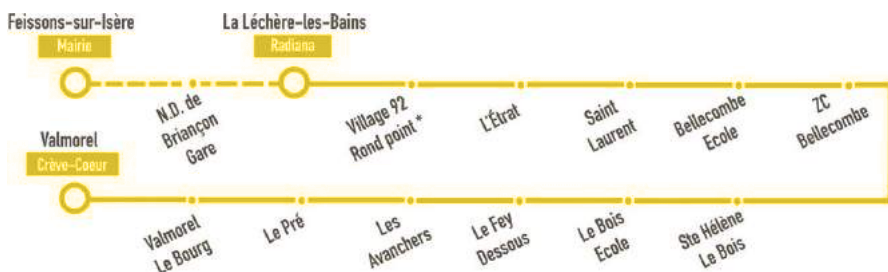 Feissons-sur-Isère
Mairie
La Léchère-les-Bains
Radiana
N.D. de
Briançon
Gare
Village 92
Rond point *
L'Étrat
Saint
Laurent
Bellecombe
Ecole
ZC
Bellecombe
Valmorel
Crève-Coeur
Valmorel
Le Bourg
Le Pré
Les
Avanchers
Le Fey
Dessous
Le Bois
Ecole
Ste Hélène
Le Bois